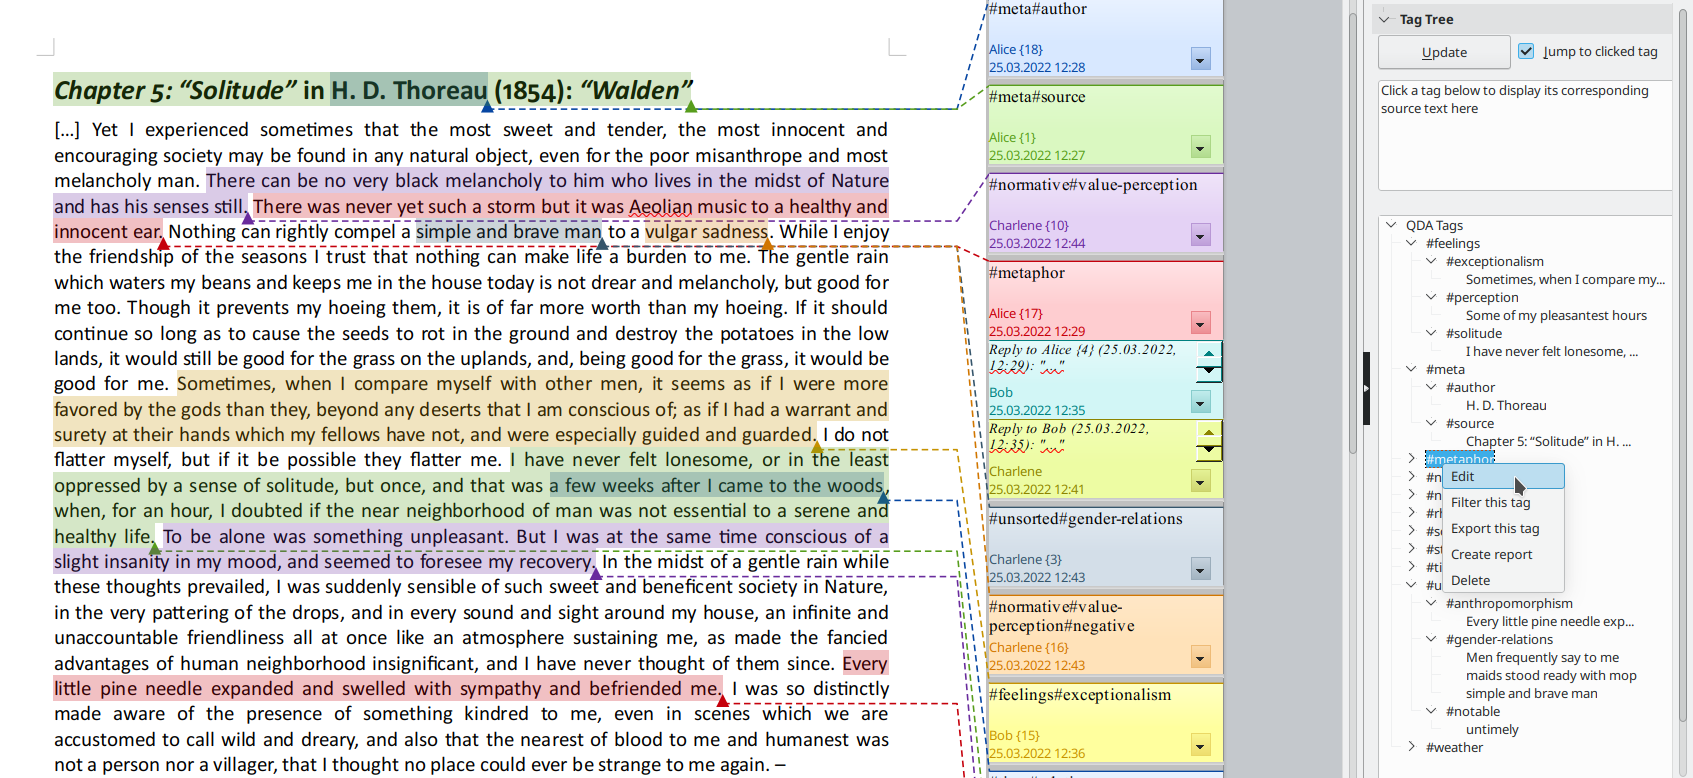 Chapter 5: “Solitude” in H. D. Thoreau (1854): “Walden”
[...] Yet I experienced sometimes that the most sweet and tender, the most innocent and
encouraging society may be found in any natural object, even for the poor misanthrope and most
melancholy man. There can be no very black melancholy to him who lives in the midst of Nature
and has his senses still. There was never yet such a storm but it was Aeolian music to a healthy and
innocent ear. Nothing can rightly compel a simple and brave man to a vulgar sadness. While I enjoy
the friendship of the seasons I trust that nothing can make life a burden to me. The gentle rain
which waters my beans and keeps me in the house today is not drear and melancholy, but good for
me too. Though it prevents my hoeing them, it is of far more worth than my hoeing. If it should
continue so long as to cause the seeds to rot in the ground and destroy the potatoes in the low
lands, it would still be good for the grass on the uplands, and, being good for the grass, it would be
good for me. Sometimes, when I compare myself with other men, it seems as if I were more
favored by the gods than they, beyond any deserts that I am conscious of; as if I had a warrant and
surety at their hands which my fellows have not, and were especially guided and guarded. I do not
flatter myself, but if it be possible they flatter me. I have never felt lonesome, or in the least
oppressed by a sense of solitude, but once, and that was a few weeks after I came to the woods,
when, for an hour, I doubted if the near neighborhood of man was not essential to a serene and
healthy life. To be alone was something unpleasant. But I was at the same time conscious of a
slight insanity in my mood, and seemed to foresee my recovery. In the midst of a gentle rain while
these thoughts prevailed, I was suddenly sensible of such sweet and beneficent society in Nature,
in the very pattering of the drops, and in every sound and sight around my house, an infinite and
unaccountable friendliness all at once like an atmosphere sustaining me, as made the fancied
advantages of human neighborhood insignificant, and I have never thought of them since. Every
little pine needle expanded and swelled with sympathy and befriended me. I was so distinctly
made aware of the presence of something kindred to me, even in scenes which we are
accustomed to call wild and dreary, and also that the nearest of blood to me and humanest was
not a person nor a villager, that I thought no place could ever be strange to me again. –
#meta#author
Alice {18}
25.03.2022 12:28
#meta#source
Alice {1}
25.03.2022 12:27
#normative#value-perception
Charlene {10}
25.03.2022 12:44
#metaphor
Alice {17}
25.03.2022 12:29
Reply to Alice {4} (25.03.2022,
12:29): "..."
Bob
25.03.2022 12:35
Reply to Bob (25.03.2022,
12:35): "..."
Charlene
25.03.2022 12:41
#unsorted#gender-relations
Charlene {3}
25.03.2022 12:43
#normative#value-
perception#negative
Charlene {16}
25.03.2022 12:43
#feelings#exceptionalism
Bob {15}
25.03.2022 12:36
Tag Tree
Update
Jump to clicked tag
Click a tag below to display its corresponding
source text here
QDA Tags
#feelings
#exceptionalism
Sometimes, when I compare my...
#perception
Some of my pleasantest hours
#solitude
I have never felt lonesome, ...
#meta
#author
H. D. Thoreau
#source
Chapter 5: “Solitude” in H. ...
#metaphor
#n
Edit
#n
Filter this tag
#r
Export this tag
#s
#st
Create report
#ti
Delete
#u
#anthropomorphism
Every little pine needle exp...
#gender-relations
Men frequently say to me
maids stood ready with mop
simple and brave man
#notable
untimely
#weather